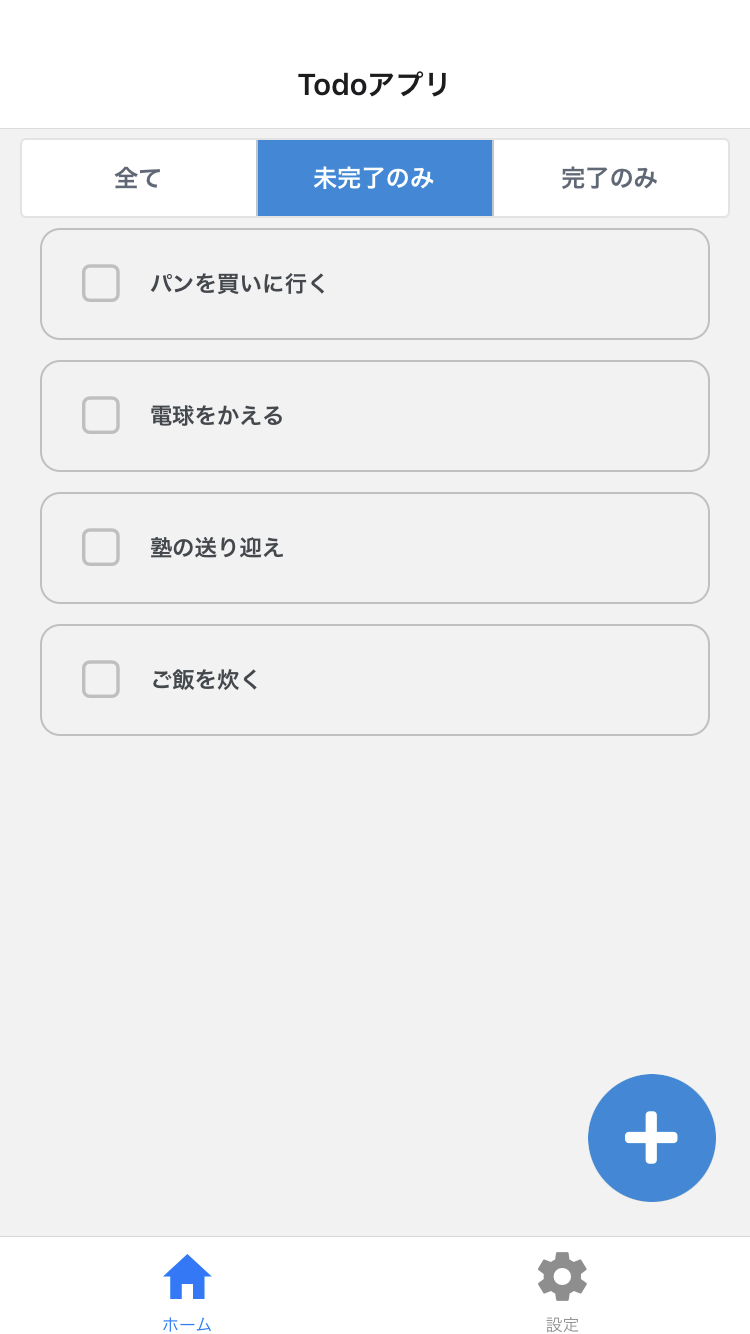 Todoアプリ
全て
未完了のみ
完了のみ
パンを買いに行く
電球をかえる
塾の送り迎え
ご飯を炊く
ホーム
設定